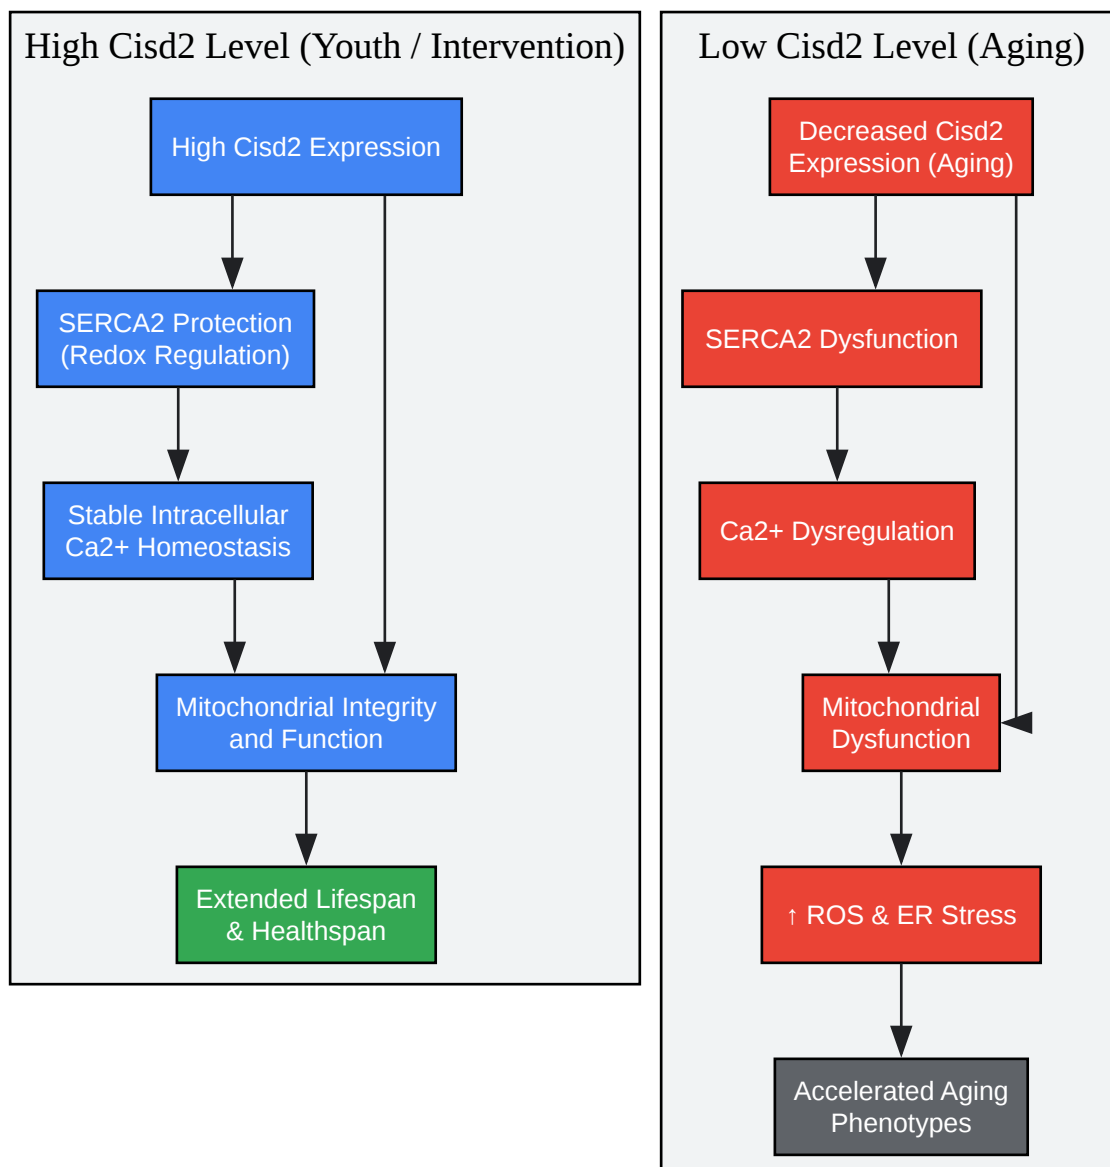 High Cisd2 Level (Youth / Intervention)
High Cisd2 Expression
SERCA2 Protection
(Redox Regulation)
Stable Intracellular
Ca2+ Homeostasis
Mitochondrial Integrity
and Function
Extended Lifespan
& Healthspan
Low Cisd2 Level (Aging)
Decreased Cisd2
Expression (Aging)
SERCA2 Dysfunction
Ca2+ Dysregulation
Mitochondrial
Dysfunction
↑ ROS & ER Stress
Accelerated Aging
Phenotypes